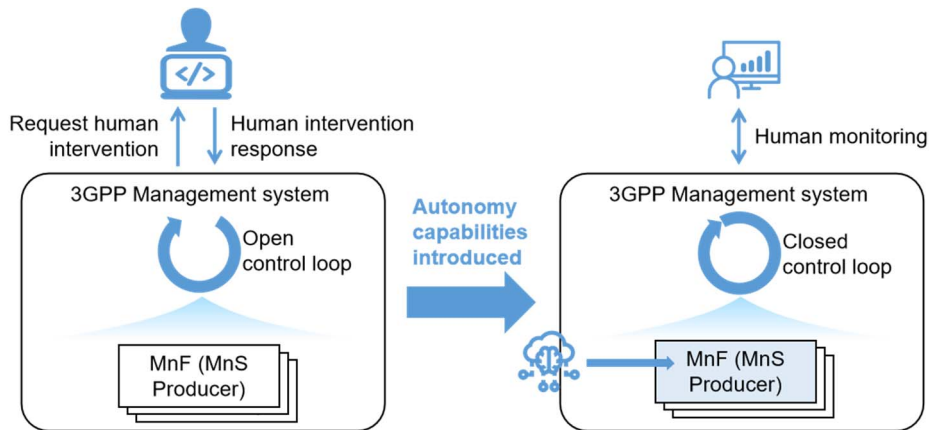 </>
Request human
intervention
Human intervention
response
3GPP Management system
Open
control loop
MnF (MnS
Producer)
Autonomy
capabilities
introduced
Human monitoring
3GPP Management system
Closed
control loop
MnF (MnS
Producer)